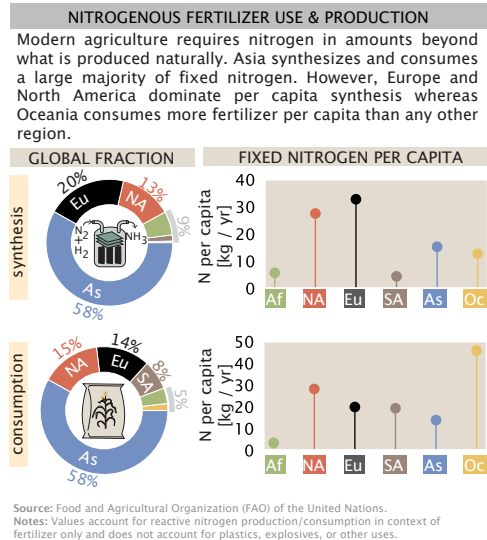 NITROGENOUS FERTILIZER USE & PRODUCTION
Modern agriculture requires nitrogen in amounts beyond
what is produced naturally. Asia synthesizes and consumes
a large majority of fixed nitrogen. However, Europe and
North America dominate per capita synthesis whereas
Oceania consumes more fertilizer per capita than any other
region.
GLOBAL FRACTION
FIXED NITROGEN PER CAPITA
synthesis
20%
13%
9%
58%
Eu
NA
As
N2
+
H2
NH3
N per capita
[kg / yr)
40
30
20
10
0
Af
NA
Eu
SA
As
Oc
consumption
15%
14%
8%
5%
58%
NA
Eu
SA
As
N per capita
[kg / yr)
50
40
30
20
10
0
Af
NA
Eu
SA
As
Oc
Source: Food and Agricultural Organization (FAO) of the United Nations.
Notes: Values account for reactive nitrogen production/consumption in context of
fertilizer only and does not account for plastics, explosives, or other uses.